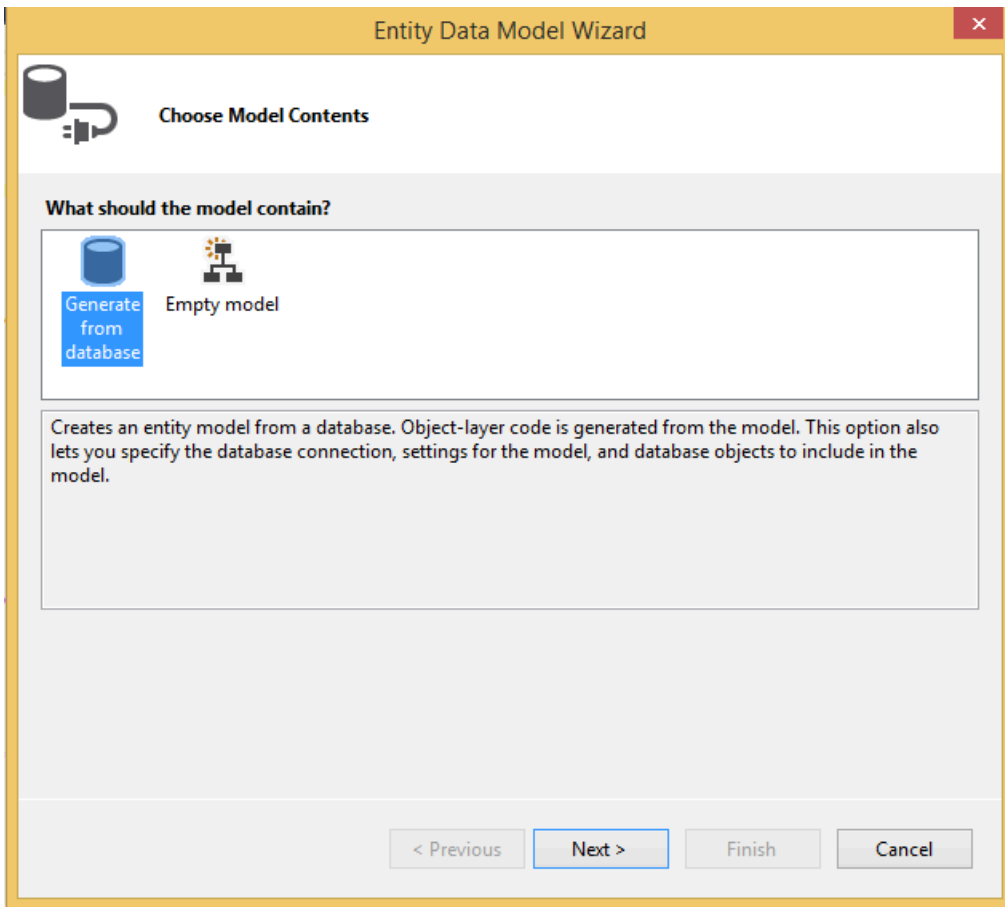 Entity Data Model Wizard
Choose Model Contents
What should the model contain?
Generate
from
database
Empty model
Creates an entity model from a database. Object-layer code is generated from the model. This option also
lets you specify the database connection, settings for the model, and database objects to include in the
model.
< Previous
Next >
Finish
Cancel